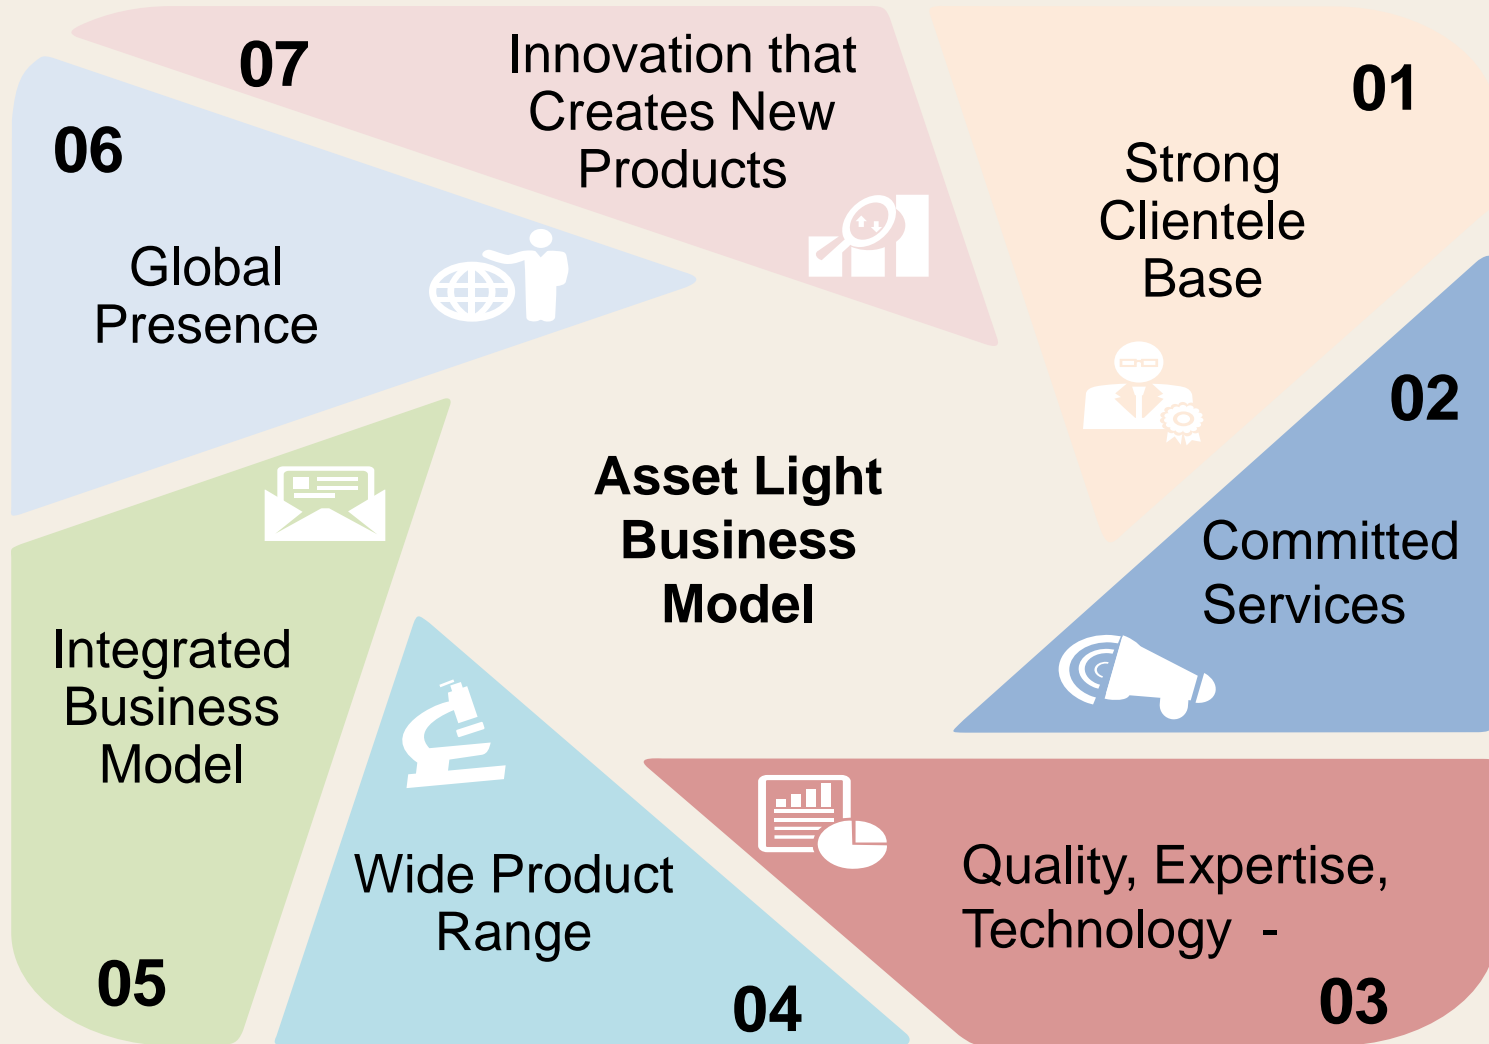 07
Innovation that
Creates New
Products
01
Strong
Clientele
Base
06
Global
Presence
02
Committed
Services
Asset Light
Business
Model
Integrated
Business
Model
05
Wide Product
Range
04
Quality, Expertise,
Technology  -
03